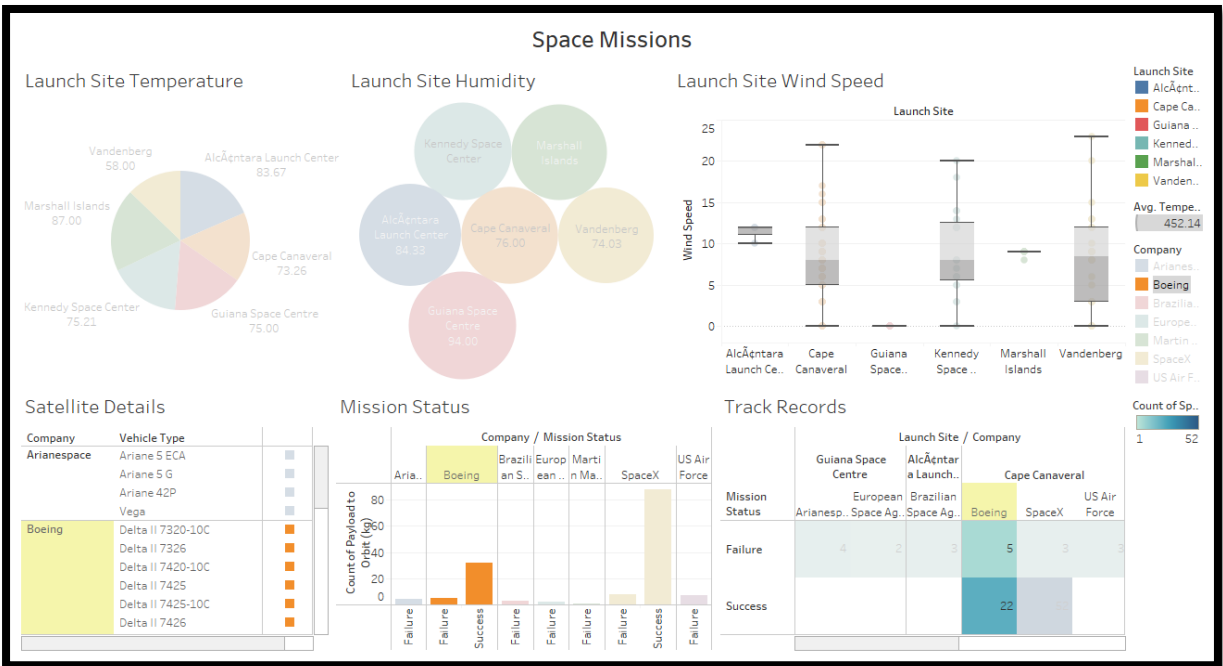 Space Missions
Launch Site Temperature
Vandenberg
58.00
AlcÃ¢ntara Launch Center
83.67
Marshall Islands
87.00
Cape Canaveral
73.26
Kennedy Space Center
75.21
Guiana Space Centre
75.00
Launch Site Humidity
Kennedy Space
Center
Marshall
Islands
AlcÃ¢ntara
Launch Center
84.33
Cape Canaveral
76.00
Vandenberg
74.03
Guiana Space
Centre
94.00
Launch Site Wind Speed
Launch Site
Wind Speed
25
20
15
10
5
0
AlcÃ¢ntara
Launch Ce..
Cape
Canaveral
Guiana
Space..
Kennedy
Space ..
Marshall
Islands
Vandenberg
Launch Site
AlcÃ¢nt..
Cape Ca..
Guiana ..
Kenned..
Marshal..
Vanden..
Avg. Tempe..
452.14
Company
Arianes..
Boeing
Brazilia..
Europe..
Martin ..
SpaceX
US Air F..
Count of Sp..
1 52
Satellite Details
Company Vehicle Type
Arianespace Ariane 5 ECA
Ariane 5 G
Ariane 42P
Vega
Boeing Delta II 7320-10C
Delta II 7326
Delta II 7420-10C
Delta II 7425
Delta II 7425-10C
Delta II 7426
Mission Status
Company / Mission Status
Aria..
Boeing
Brazili
an S..
Europ
ean ..
Marti
n Ma..
SpaceX
US Air
Force
Count of Payload to
Orbit (kg)
80
60
40
20
0
Failure
Failure
Success
Failure
Failure
Failure
Failure
Success
Failure
Track Records
Launch Site / Company
Guiana Space
Centre
AlcÃ¢ntar
a Launch..
Cape Canaveral
Mission
Status
Arianesp..
European
Space Ag..
Brazilian
Space Ag..
Boeing
SpaceX
US Air
Force
Failure 4 2 3 5 3 3
Success 22